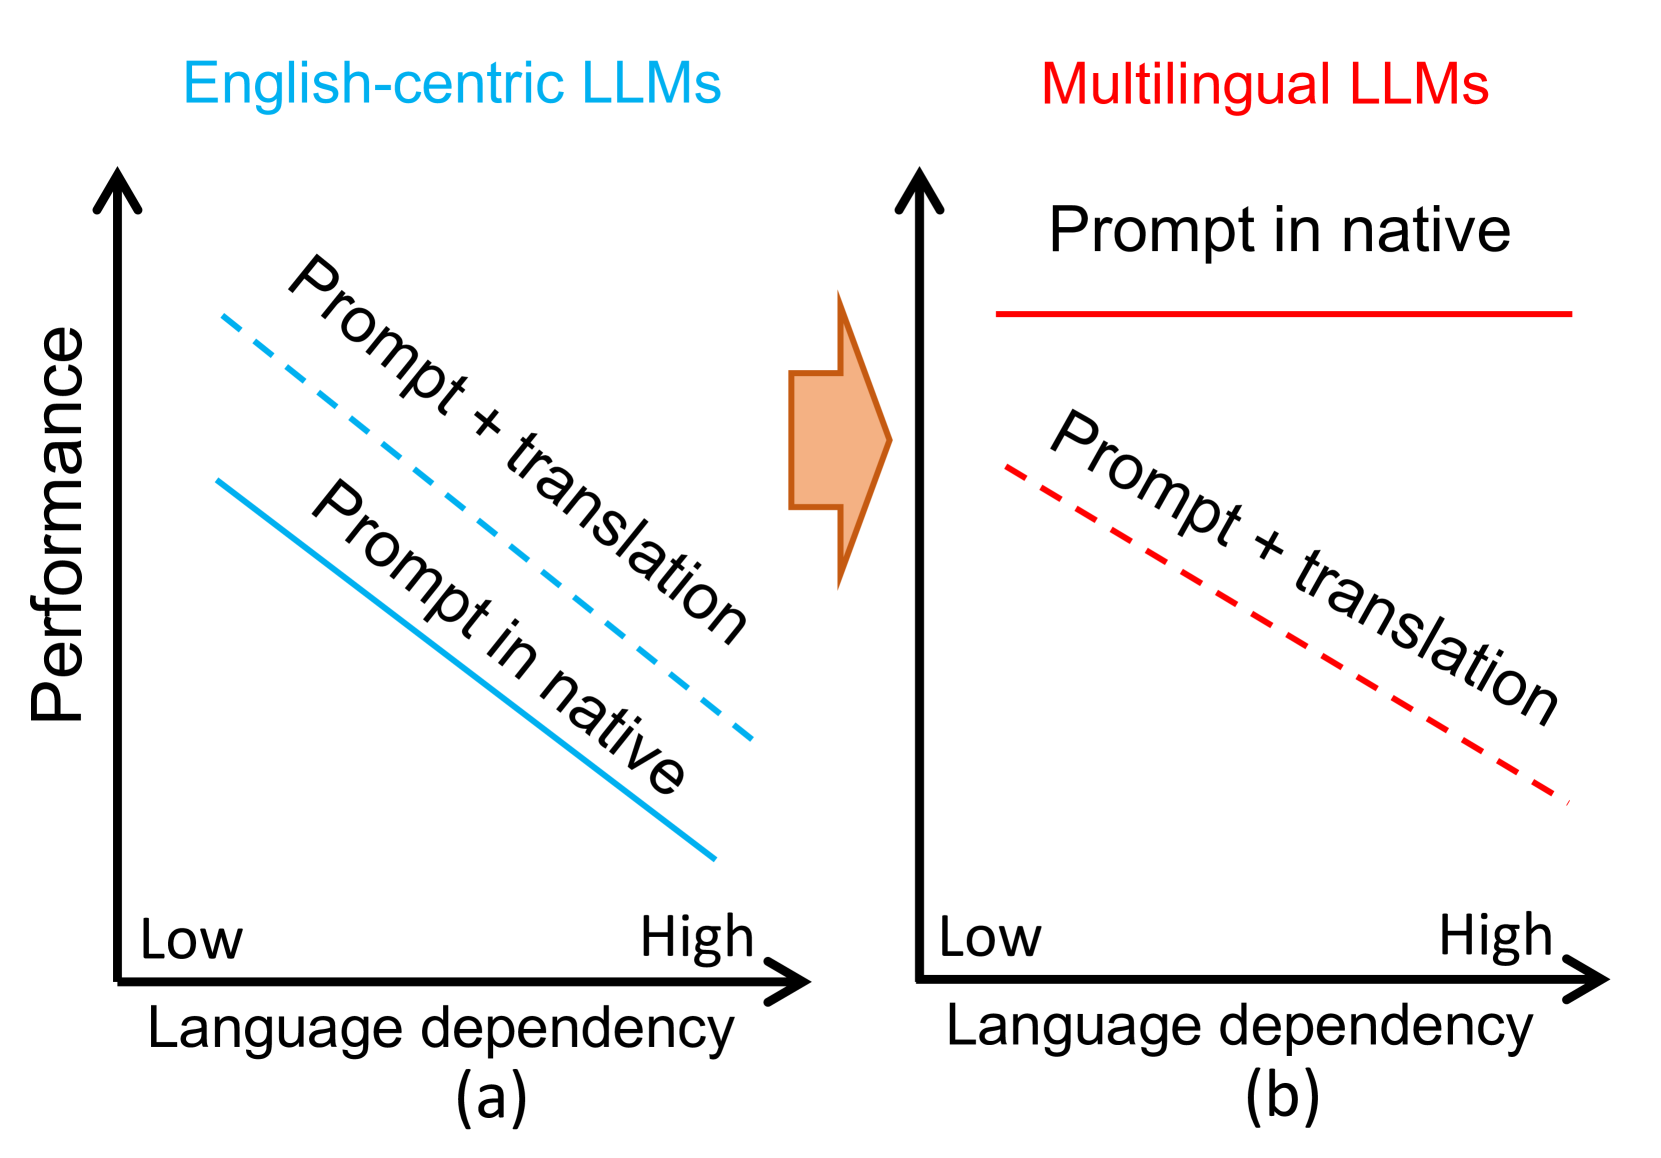 English-centric LLMs
Performance
Prompt + translation
Prompt in native
Low
High
Language dependency
(a)
Multilingual LLMs
Prompt in native
Prompt + translation
Low
High
Language dependency
(b)